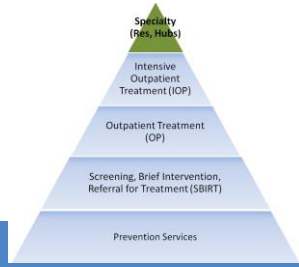 Specialty
(Res, Hubs)
Intensive
Outpatient
Treatment (IOP)
Outpatient Treatment
(OP)
Screening, Brief Intervention,
Referral for Treatment (SBIRT)
Prevention Services